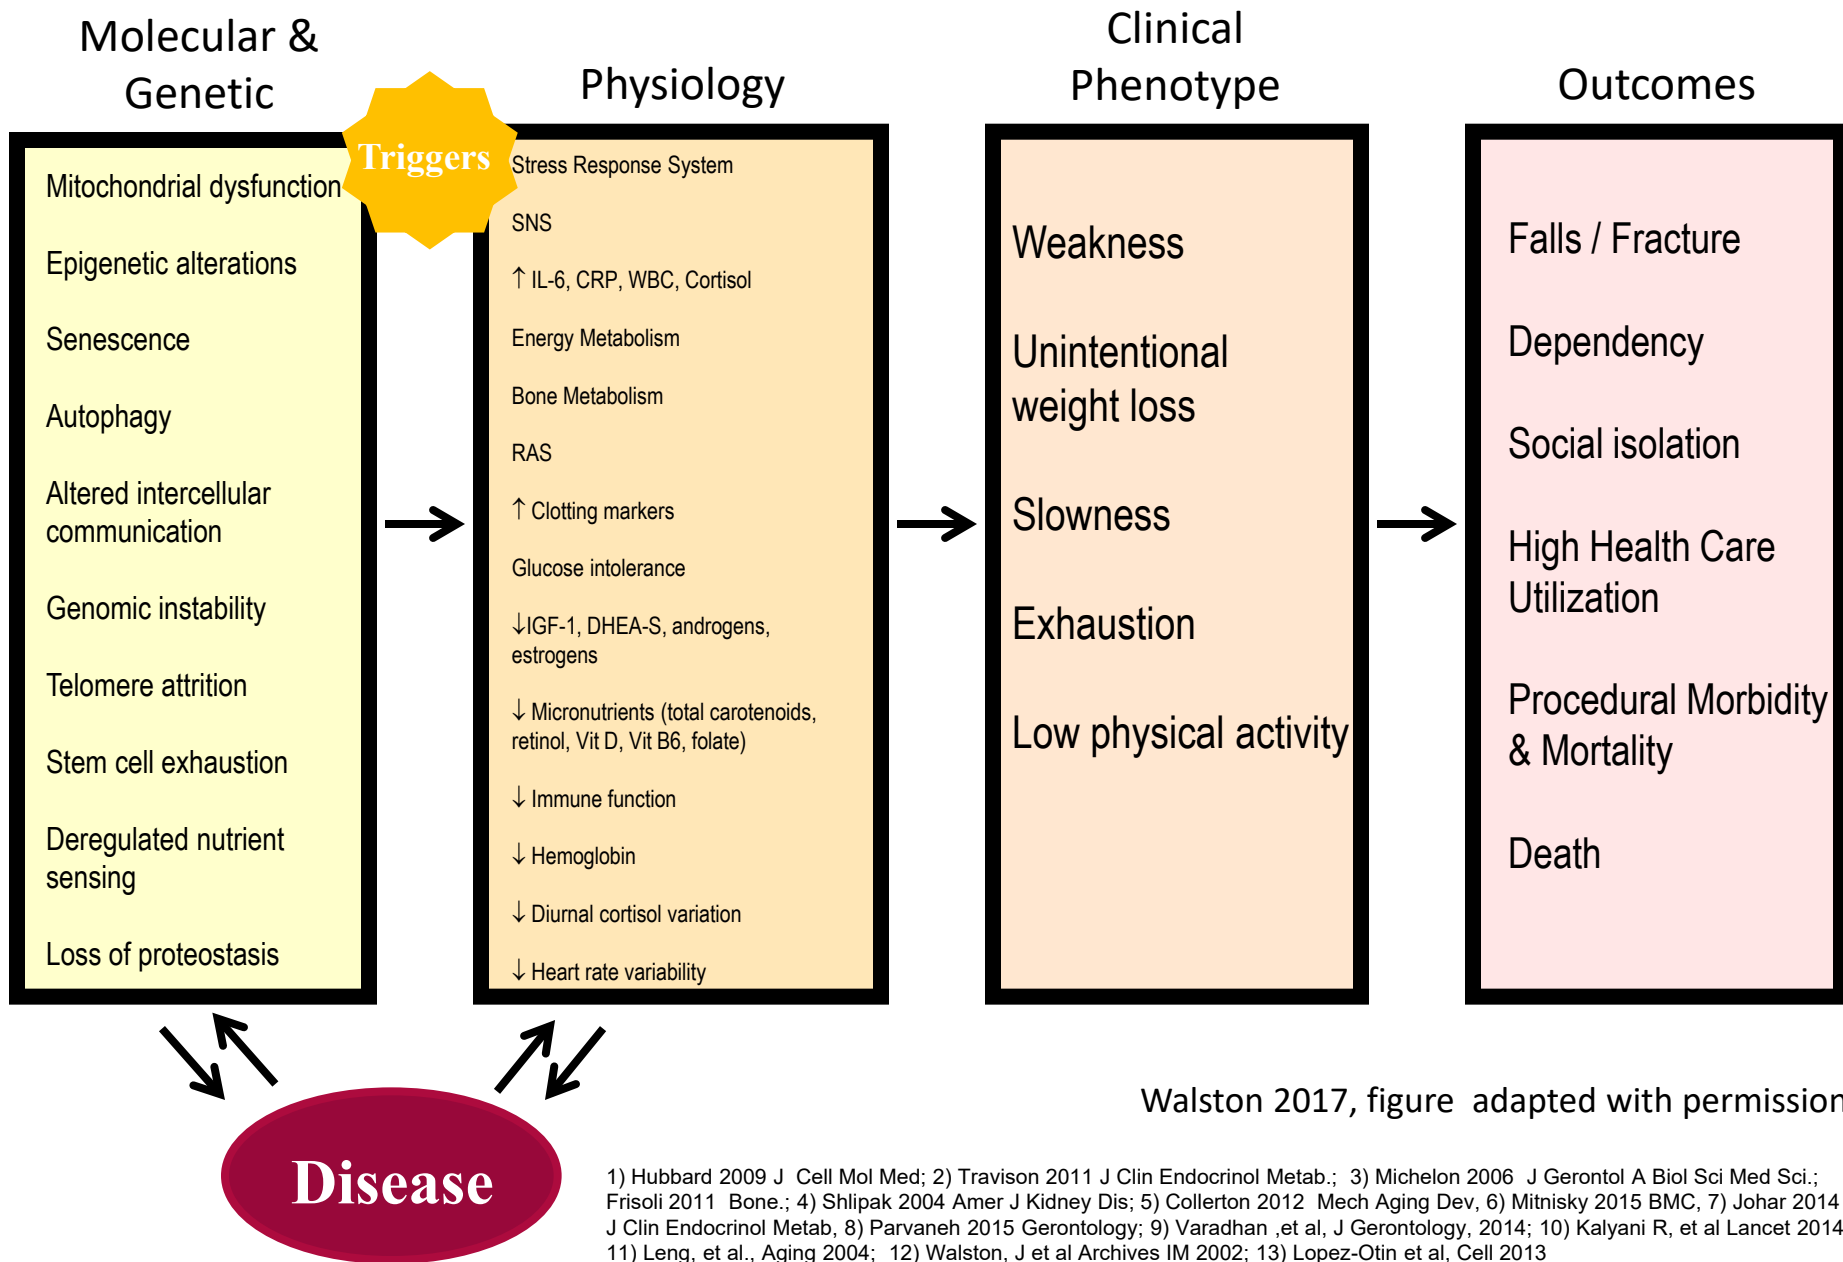 Molecular &
Genetic
Triggers
Physiology
Clinical
Phenotype
Outcomes
Mitochondrial dysfunction
Epigenetic alterations
Senescence
Autophagy
Altered intercellular
communication
Genomic instability
Telomere attrition
Stem cell exhaustion
Deregulated nutrient
sensing
Loss of proteostasis
Stress Response System
SNS
↑ IL-6, CRP, WBC, Cortisol
Energy Metabolism
Bone Metabolism
RAS
↑ Clotting markers
Glucose intolerance
↓IGF-1, DHEA-S, androgens,
estrogens
↓ Micronutrients (total carotenoids,
retinol, Vit D, Vit B6, folate)
↓ Immune function
↓ Hemoglobin
↓ Diurnal cortisol variation
↓ Heart rate variability
Weakness
Unintentional
weight loss
Slowness
Exhaustion
Low physical activity
Falls / Fracture
Dependency
Social isolation
High Health Care
Utilization
Procedural Morbidity
& Mortality
Death
Disease
Walston 2017, figure adapted with permission
1) Hubbard 2009 J Cell Mol Med; 2) Travison 2011 J Clin Endocrinol Metab.; 3) Michelon 2006 J Gerontol A Biol Sci Med Sci.;
Frisoli 2011 Bone.; 4) Shlipak 2004 Amer J Kidney Dis; 5) Collerton 2012 Mech Aging Dev, 6) Mitnisky 2015 BMC, 7) Johar 2014
J Clin Endocrinol Metab, 8) Parvaneh 2015 Gerontology; 9) Varadhan ,et al, J Gerontology, 2014; 10) Kalyani R, et al Lancet 2014
11) Leng, et al., Aging 2004; 12) Walston, J et al Archives IM 2002; 13) Lopez-Otin et al, Cell 2013